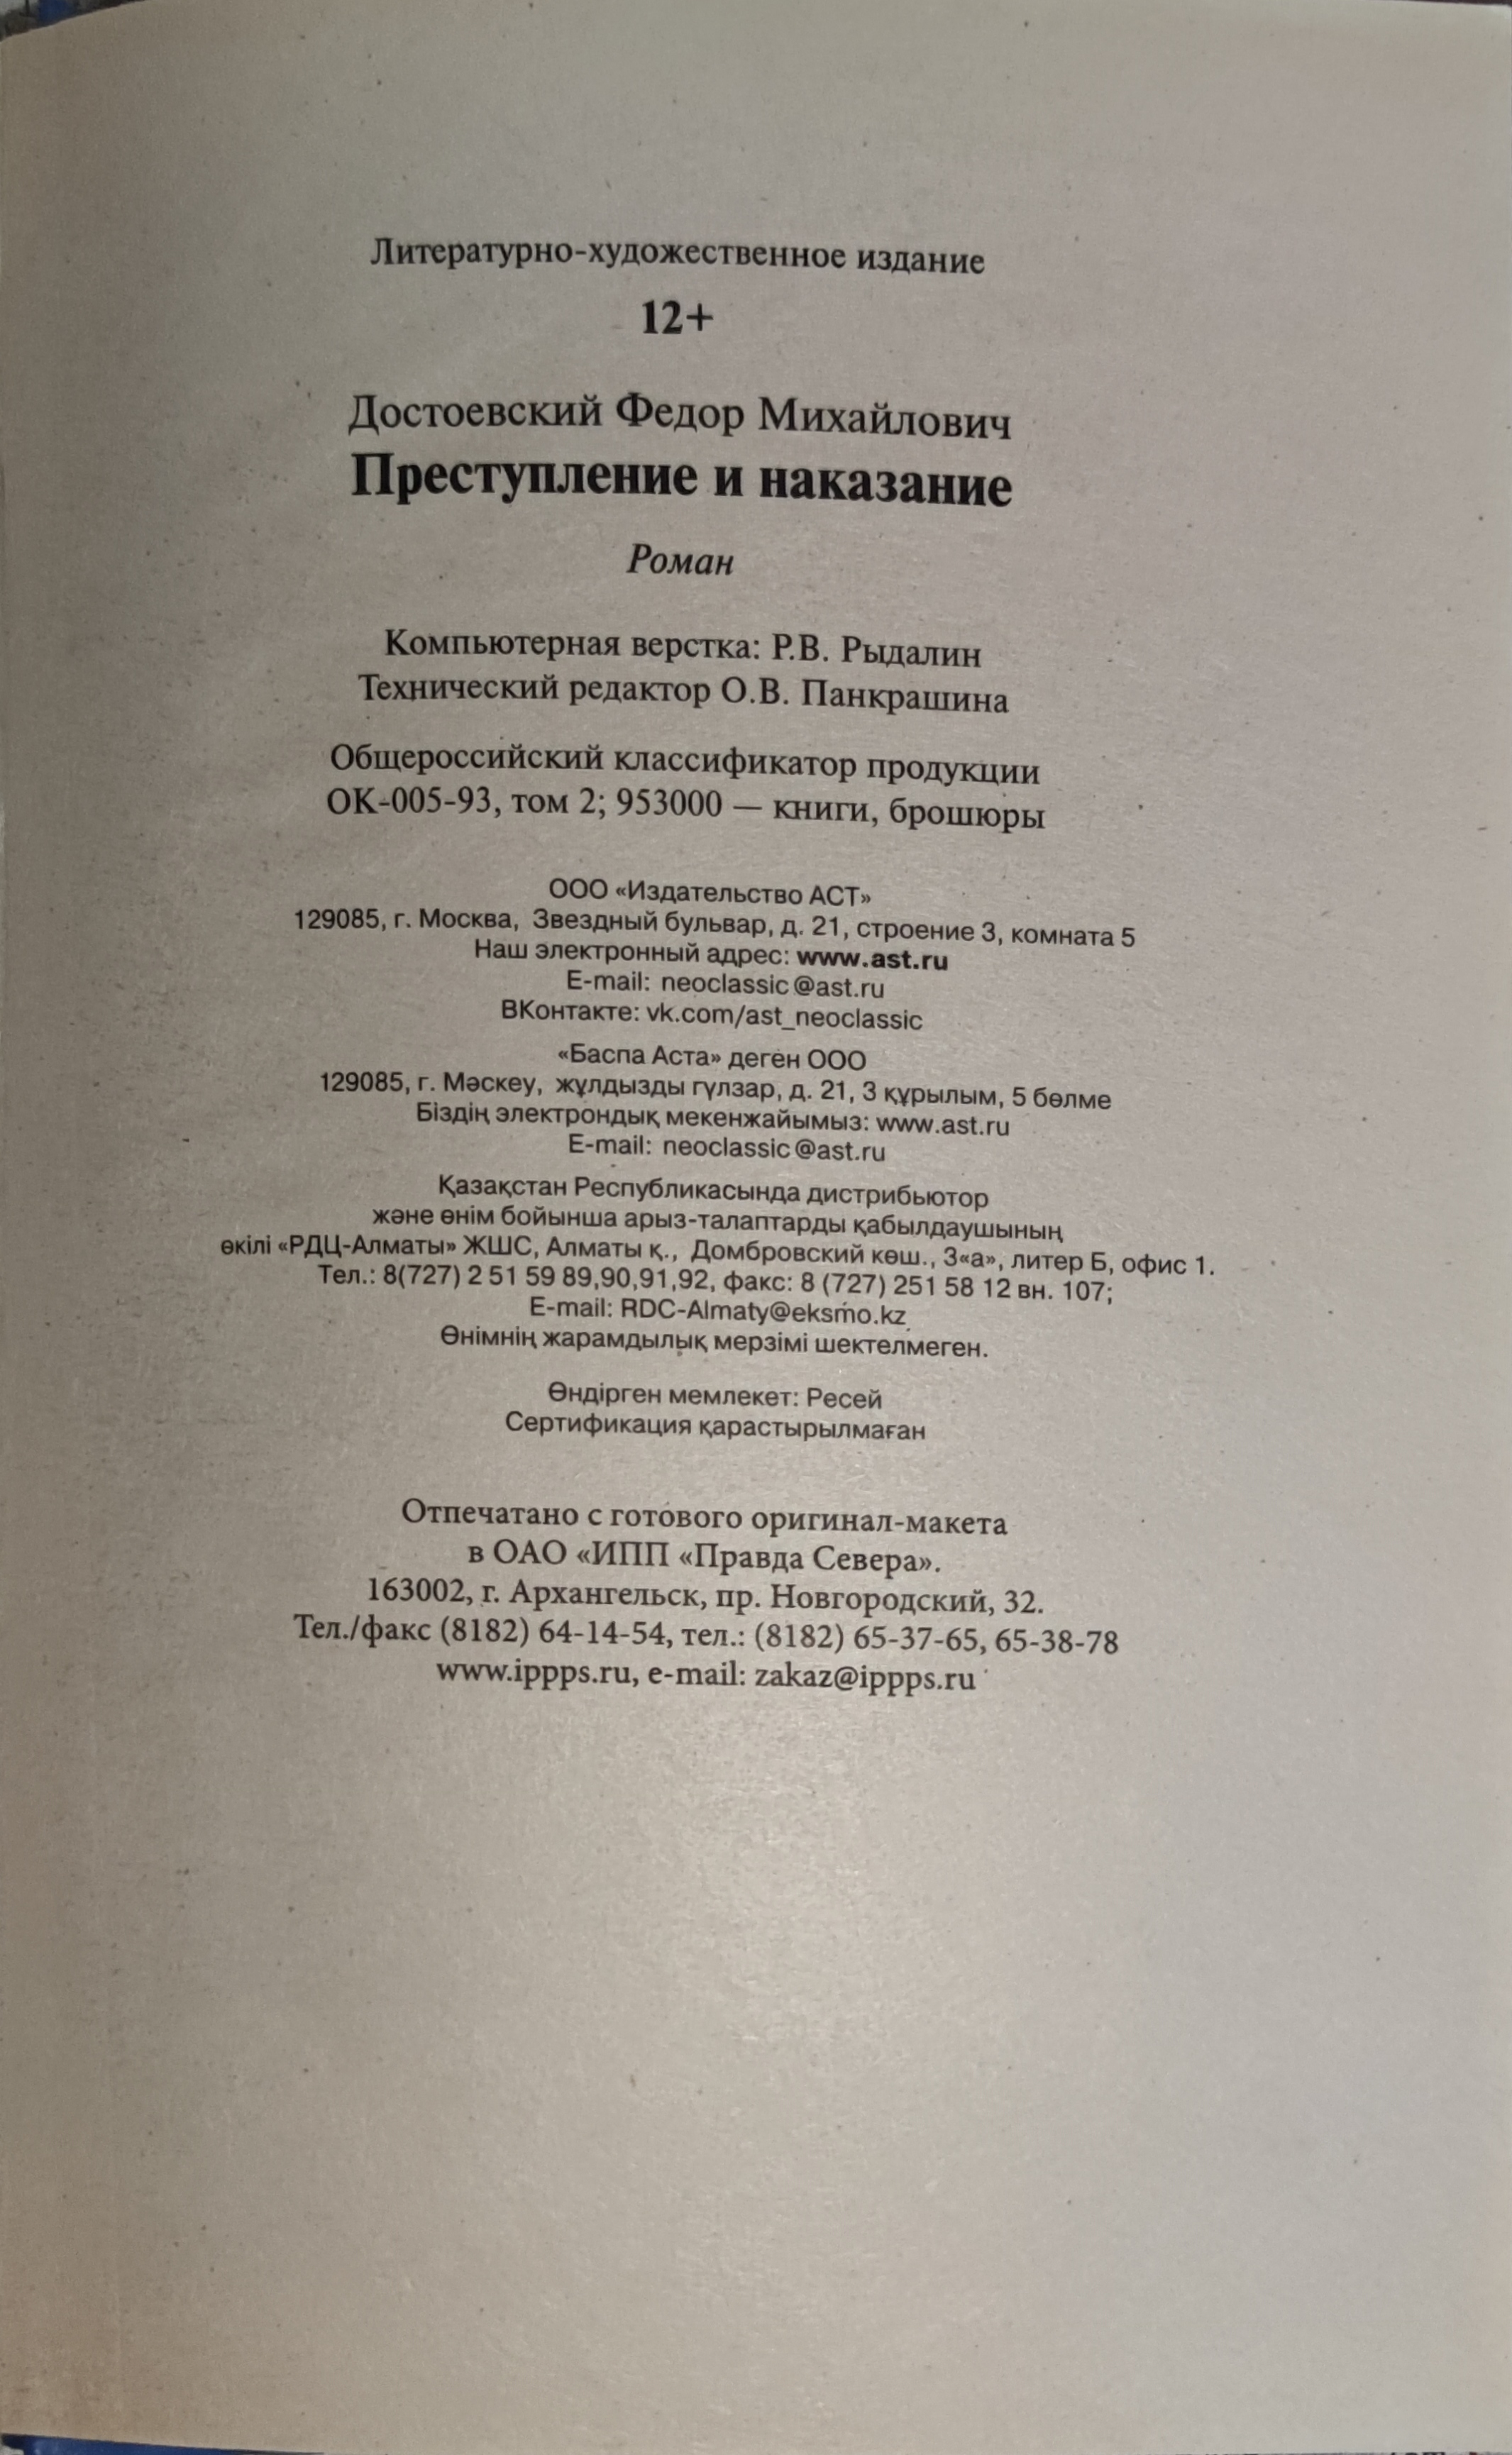 Литературно-художественное издание
12+
Достоевский Федор Михайлович
Преступление и наказание
Роман
Компьютерная верстка: Р.В. Рыдалин
Технический редактор О.В. Панкрашина
Общероссийский классификатор продукции
ОК-005-93, том 2; 953000 — книги, брошюры
ООО «Издательство АСТ»
129085, г. Москва, Звездный бульвар, д. 21, строение 3, комната 5
Наш электронный адрес: www.ast.ru
E-mail: neoclassic@ast.ru
ВКонтакте: vk.com/ast_neoclassic
«Баспа Аста» деген ООО
129085, г. Мәскеу, жұлдызды гүлзар, д. 21, 3 құрылым, 5 бөлме
Біздің электрондық мекенжайымыз: www.ast.ru
E-mail: neoclassic@ast.ru
Қазақстан Республикасында дистрибьютор
және өнім бойынша арыз-талаптарды қабылдаушының
өкілі «РДЦ-Алматы» ЖШС, Алматы қ., Домбровский көш., 3«а», литер Б, офис 1.
Тел.: 8(727) 2 51 59 89,90,91,92, факс: 8 (727) 251 58 12 вн. 107;
E-mail: RDC-Almaty@eksmo.kz
Өнімнің жарамдылық мерзімі шектелмеген.
Өндірген мемлекет: Ресей
Сертификация қарастырылмаған
Отпечатано с готового оригинал-макета
в ОАО «ИПП «Правда Севера».
163002, г. Архангельск, пр. Новгородский, 32.
Тел./факс (8182) 64-14-54, тел.: (8182) 65-37-65, 65-38-78
www.ippps.ru, e-mail: zakaz@ippps.ru